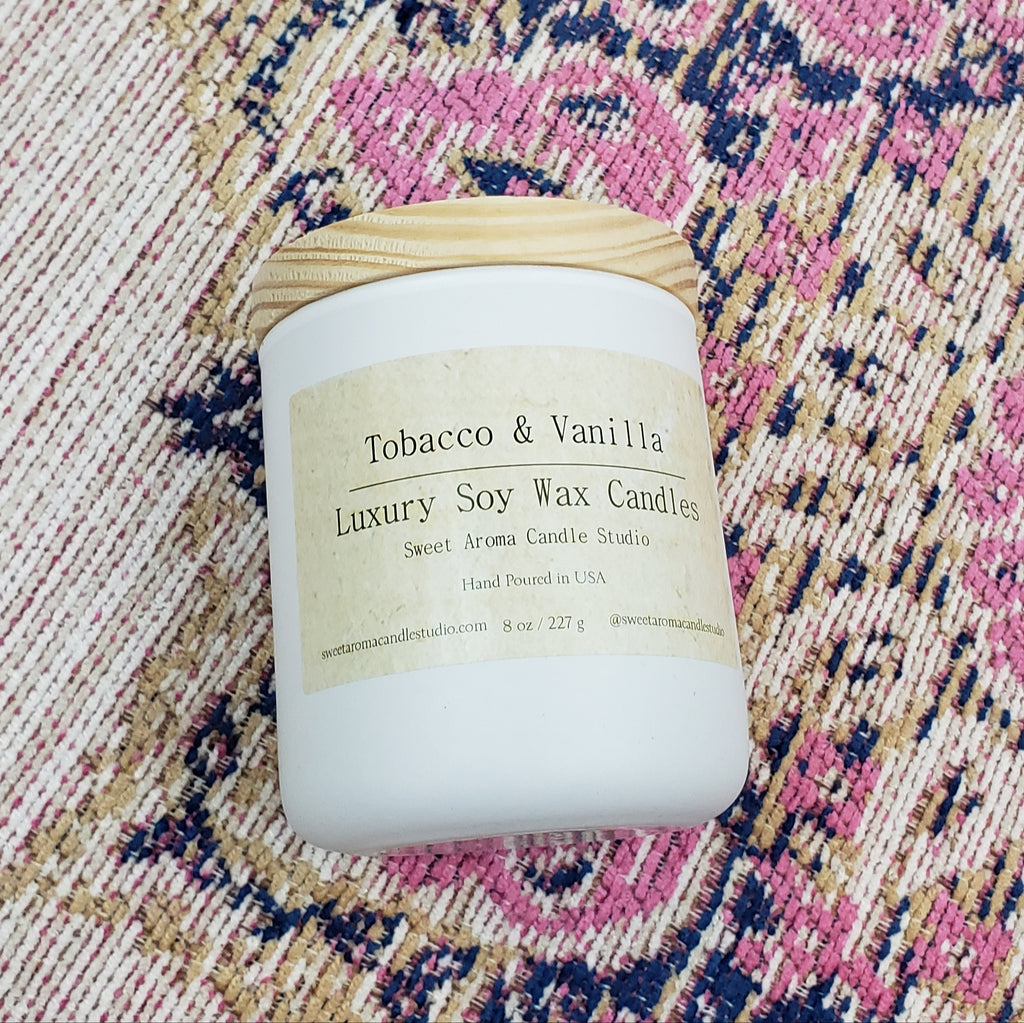 Tobacco & Vanilla
Luxury Soy Wax Candles
Sweet Aroma Candle Studio
Hand Poured in USA
sweetaromacandlestudio.com 8 oz / 227 g @sweetaromacandlestudio